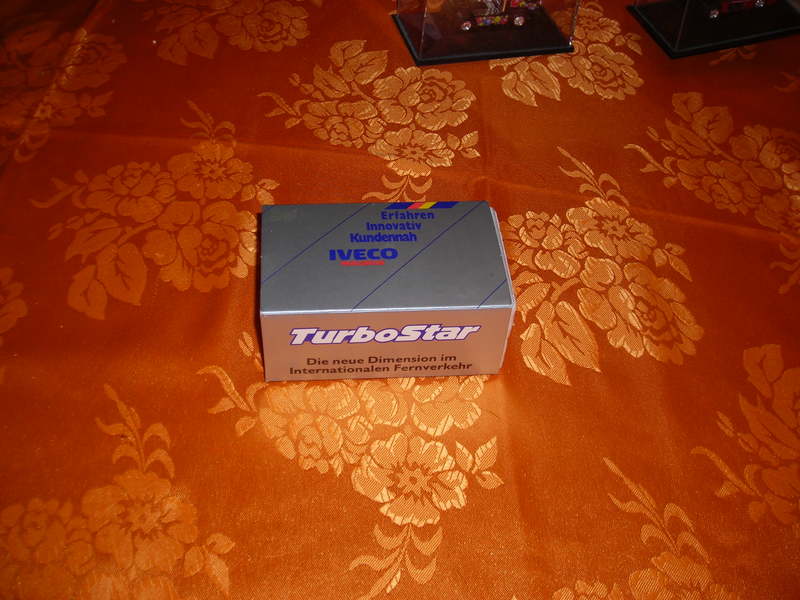 Erfahren
Innovativ
Kundennah
IVECO
TurboStar
Die neue Dimension im
Internationalen Fernverkehr